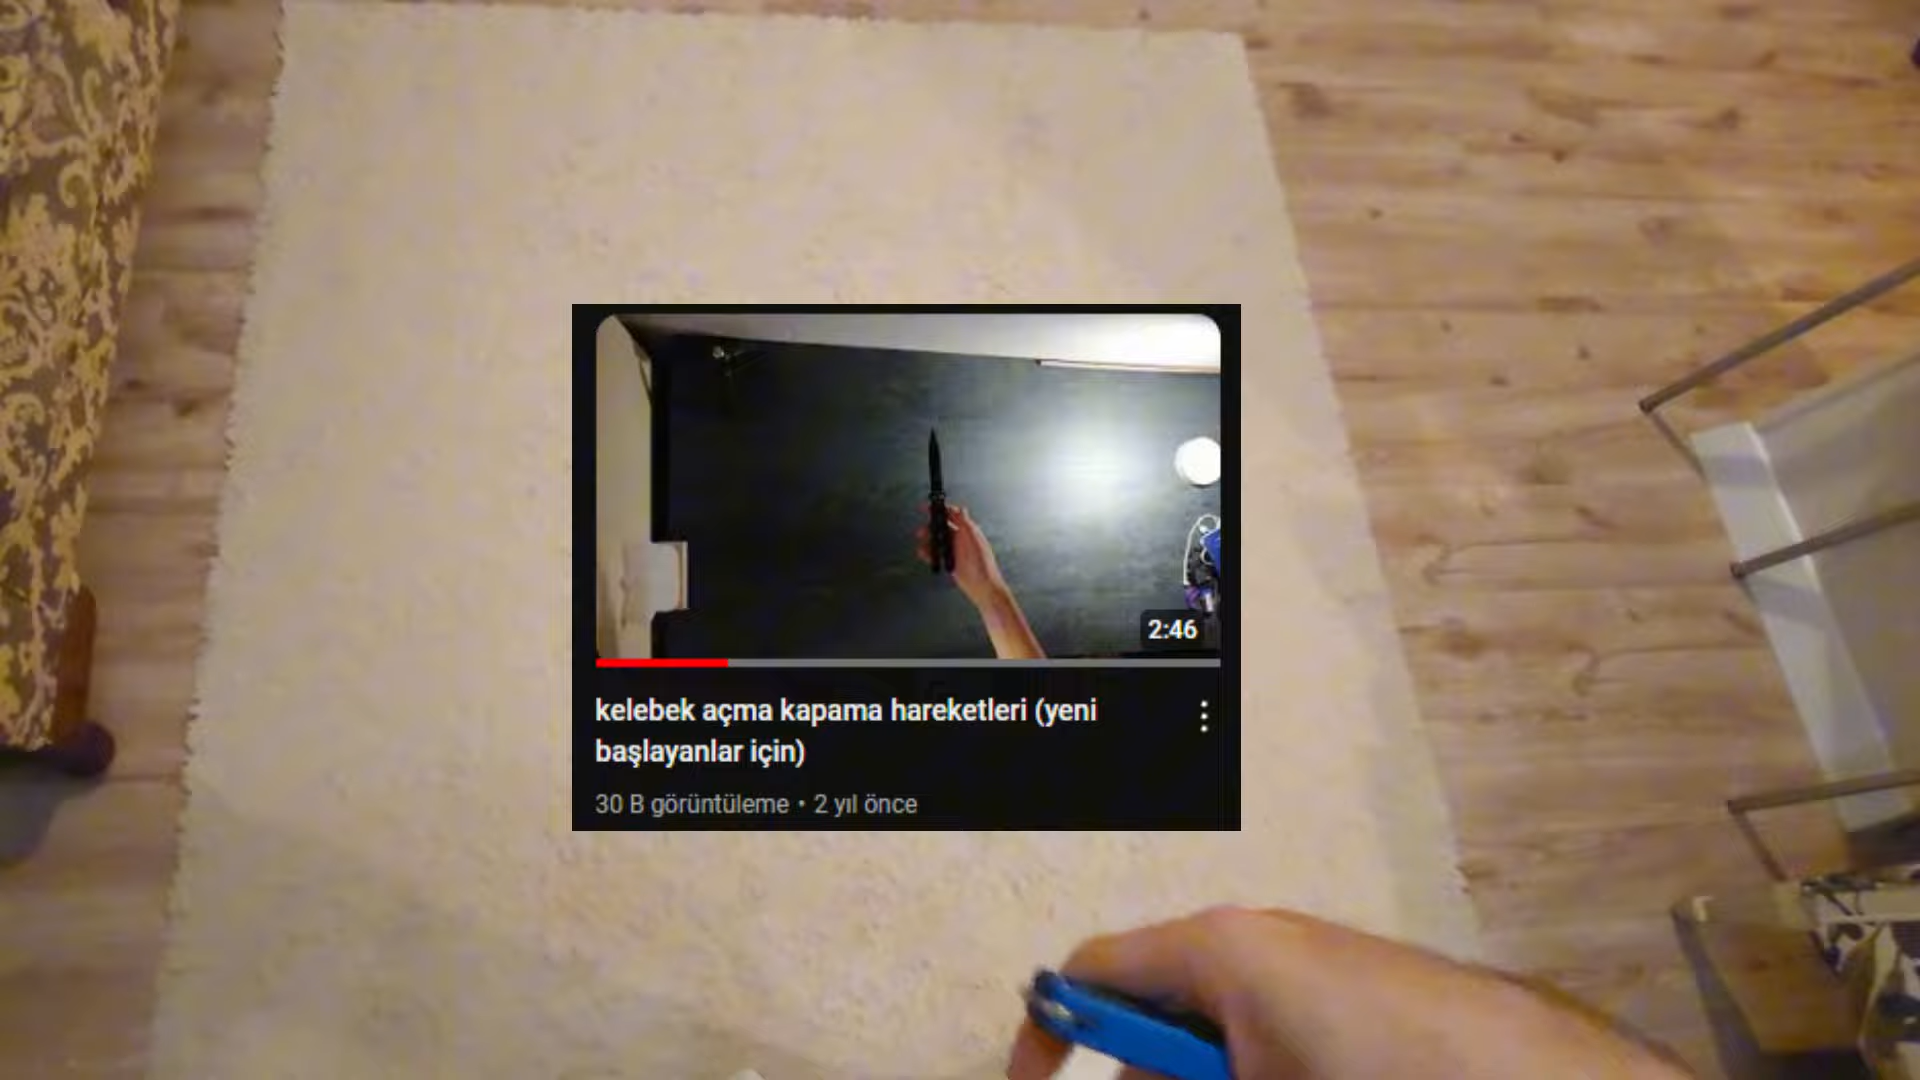 2:46
kelebek açma kapama hareketleri (yeni
başlayanlar için)
30 B görüntüleme • 2 yıl önce